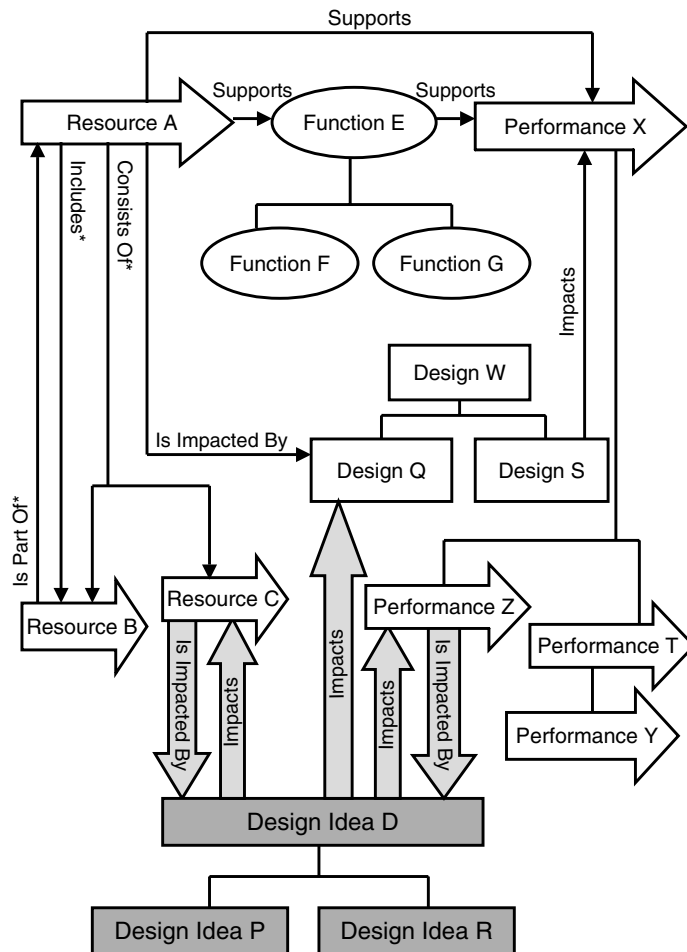 Supports
Supports
Supports
Resource A
Function E
Performance X
Includes*
Consists Of*
Function F
Function G
Impacts
Design W
Is Impacted By
Design Q
Design S
Is Part Of*
Resource B
Resource C
Performance Z
Performance T
Performance Y
Is Impacted By
Impacts
Impacts
Impacts
Is Impacted By
Design Idea D
Design Idea P
Design Idea R